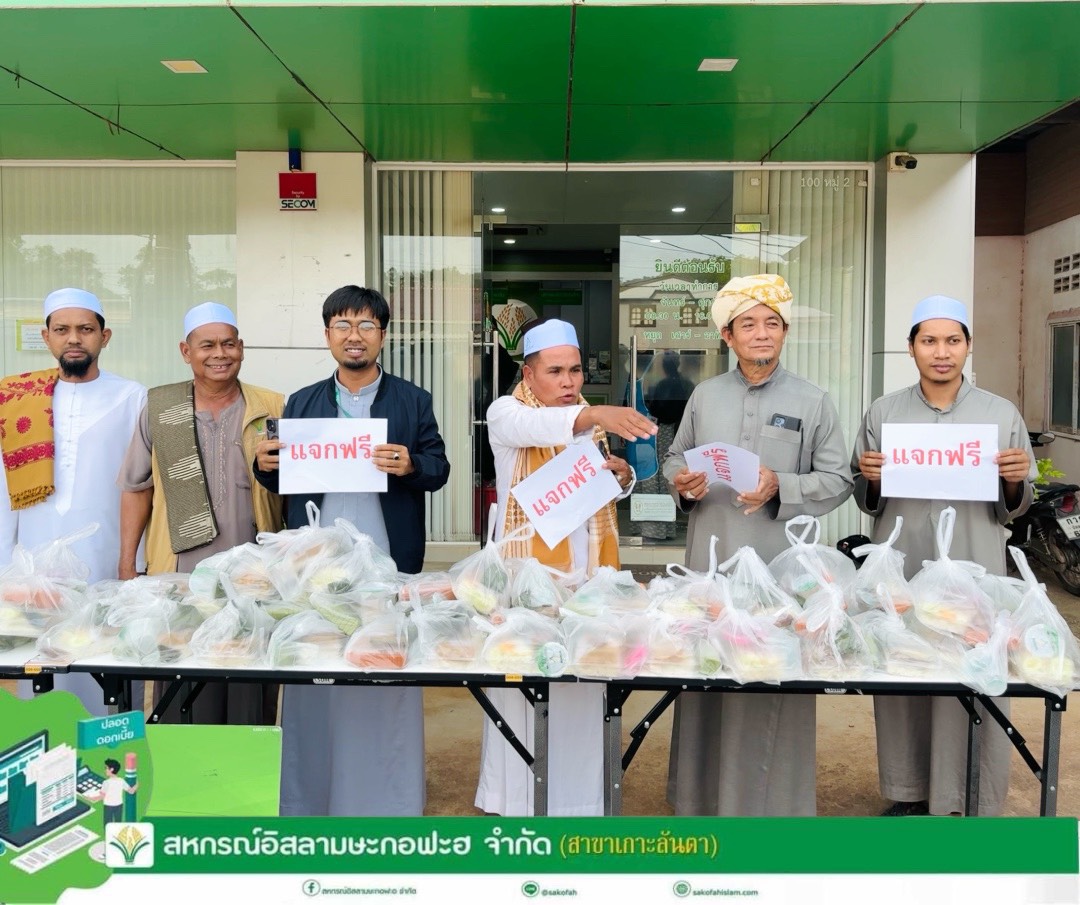 SECOM
100 หมู่ 2
ยินดีต้อนรับ
แจกฟรี
แจกฟรี
แจกฟรี
แจกฟรี
ปลอด
ดอกเบี้ย
สหกรณ์อิสลามษะกอฟะฮ จำกัด (สาขาเกาะลันตา)
สหกรณ์อิสลามษะกอฟะฮ จำกัด
@sakofah
sakofahislam.com